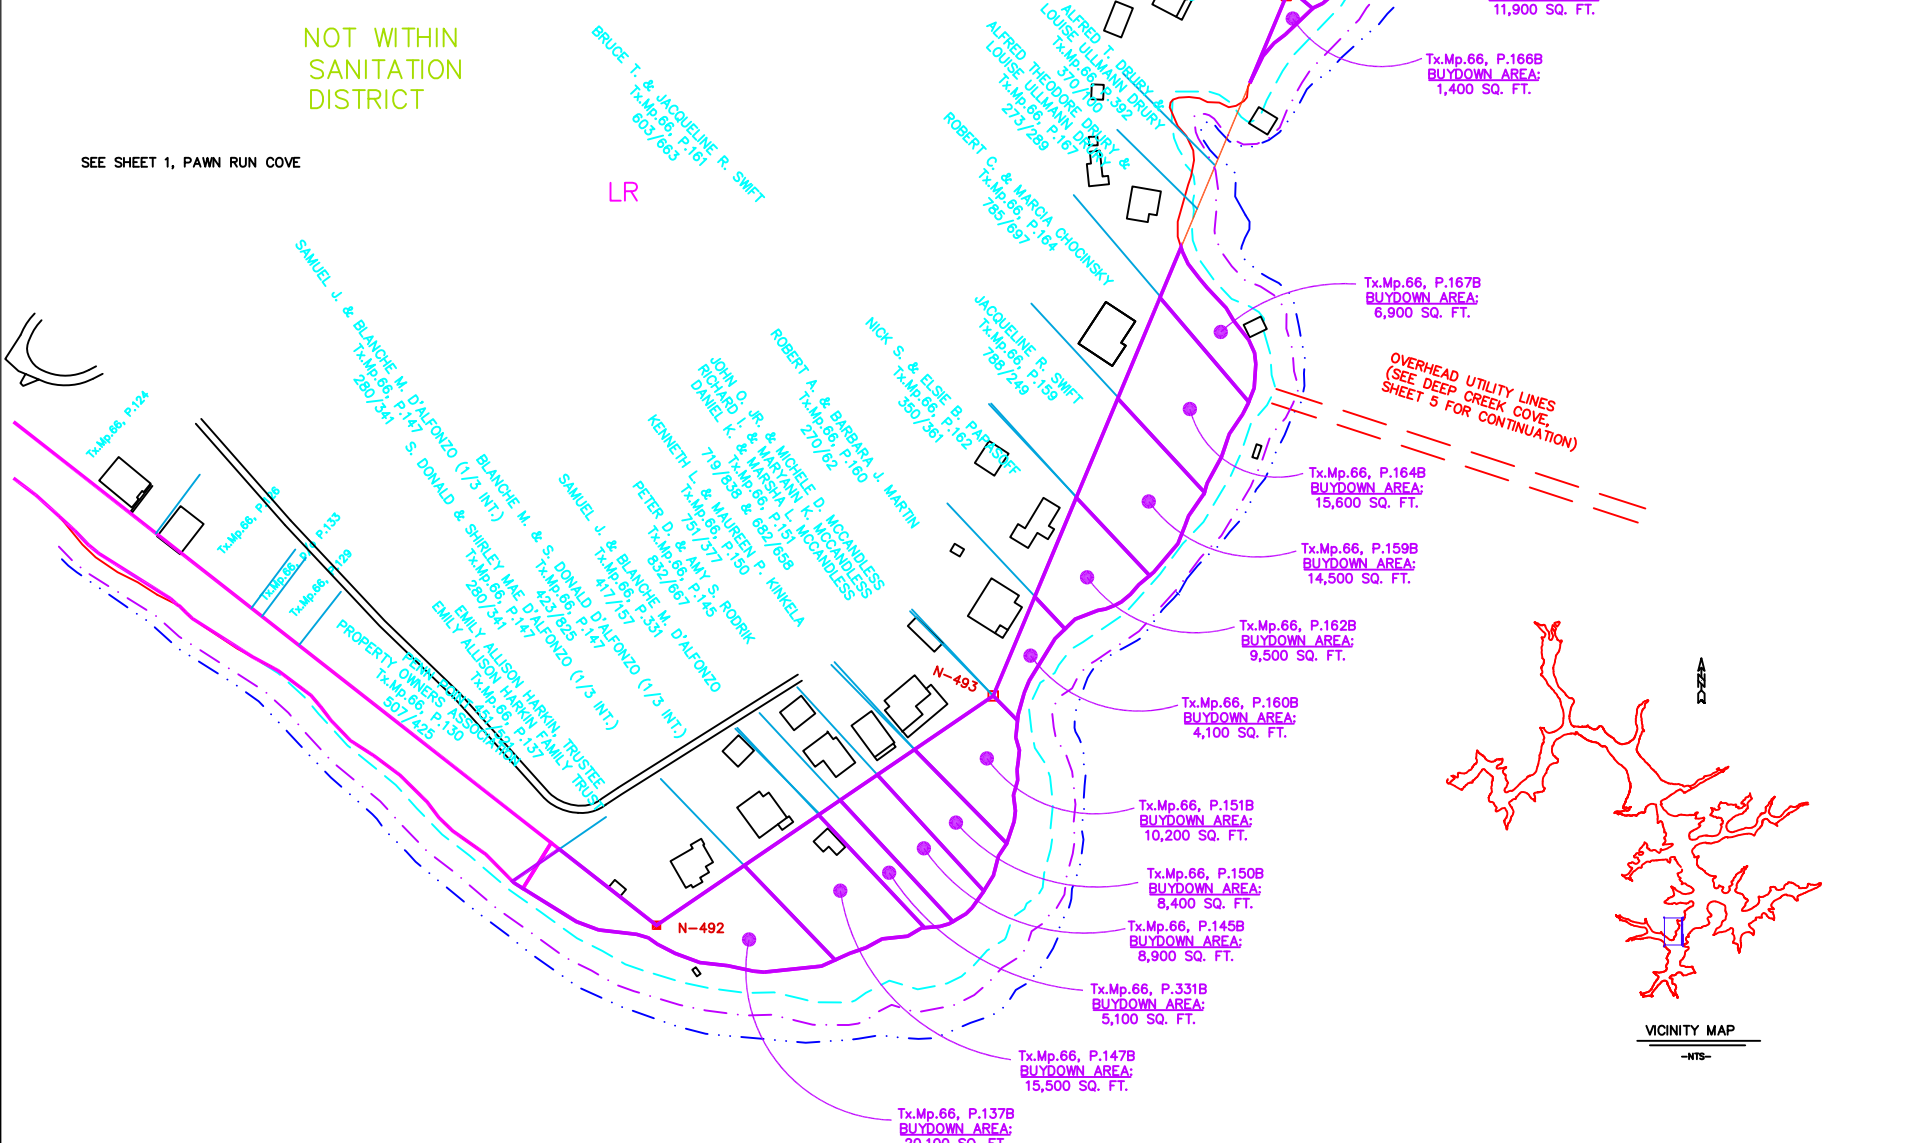 NOT WITHIN
SANITATION
DISTRICT
SEE SHEET 1, PAWN RUN COVE
LR
BRUCE T. & JACQUELINE R. SWIFT
Tx.Mp.66, P.161
603/663
ALFRED T. DRURY &
LOUISE ULLMANN DRURY
Tx.Mp.66, P.392
370/700
ALFRED THEODORE DRURY &
LOUISE ULLMANN DRURY
Tx.Mp.66, P.167
273/289
ROBERT C. & MARCIA CHOCINSKY
Tx.Mp.66, P.164
785/697
JACQUELINE R. SWIFT
Tx.Mp.66, P.159
788/249
NICK S. & ELSIE B. PAPASOFF
Tx.Mp.66, P.162
350/361
ROBERT A. & BARBARA J. MARTIN
Tx.Mp.66, P.160
270/62
JOHN O. JR. & MICHELE D. MCCANDLESS
RICHARD I. & MARYANN K. MCCANDLESS
DANIEL K. & MARSHA L. MCCANDLESS
Tx.Mp.66, P.151
719/838 & 682/658
KENNETH L. & MAUREEN P. KINKELA
Tx.Mp.66, P.150
751/377
PETER D. & AMY S. RODRIK
Tx.Mp.66, P.145
832/667
SAMUEL J. & BLANCHE M. D'ALFONZO
Tx.Mp.66, P.331
417/157
BLANCHE M. & S. DONALD D'ALFONZO (1/3 INT.)
Tx.Mp.66, P.147
423/825
SAMUEL J. & BLANCHE M. D'ALFONZO (1/3 INT.)
Tx.Mp.66, P.147
280/341
S. DONALD & SHIRLEY MAE D'ALFONZO (1/3 INT.)
Tx.Mp.66, P.147
280/341
EMILY ALLISON HARKIN, TRUSTEE
EMILY ALLISON HARKIN FAMILY TRUST
Tx.Mp.66, P.137
PENN POINT
PROPERTY OWNERS ASSOCIATION
Tx.Mp.66, P.130
507/425
Tx.Mp.66, P.124
Tx.Mp.66,
Tx.Mp.66, P.133
Tx.Mp.66, P.129
N-493
N-492
11,900 SQ. FT.
Tx.Mp.66, P.166B
BUYDOWN AREA:
1,400 SQ. FT.
Tx.Mp.66, P.167B
BUYDOWN AREA:
6,900 SQ. FT.
OVERHEAD UTILITY LINES
(SEE DEEP CREEK COVE,
SHEET 5 FOR CONTINUATION)
Tx.Mp.66, P.164B
BUYDOWN AREA:
15,600 SQ. FT.
Tx.Mp.66, P.159B
BUYDOWN AREA:
14,500 SQ. FT.
Tx.Mp.66, P.162B
BUYDOWN AREA:
9,500 SQ. FT.
Tx.Mp.66, P.160B
BUYDOWN AREA:
4,100 SQ. FT.
Tx.Mp.66, P.151B
BUYDOWN AREA:
10,200 SQ. FT.
Tx.Mp.66, P.150B
BUYDOWN AREA:
8,400 SQ. FT.
Tx.Mp.66, P.145B
BUYDOWN AREA:
8,900 SQ. FT.
Tx.Mp.66, P.331B
BUYDOWN AREA:
5,100 SQ. FT.
Tx.Mp.66, P.147B
BUYDOWN AREA:
15,500 SQ. FT.
Tx.Mp.66, P.137B
BUYDOWN AREA:
20,100 SQ. FT.
VICINITY MAP
-NTS-